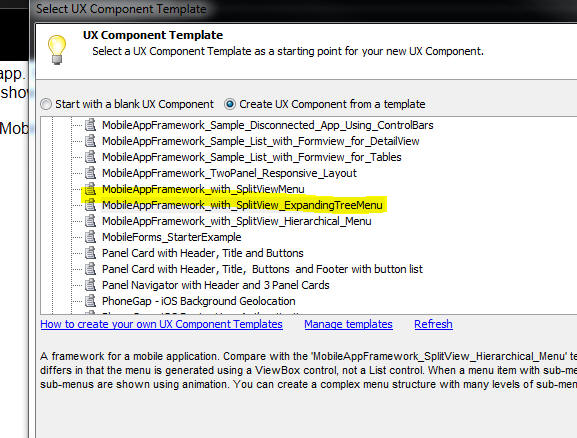 Select UX Component Template
UX Component Template
Select a UX Component Template as a starting point for your new UX Component.
app.
show
Mob
Start with a blank UX Component
Create UX Component from a template
MobileAppFramework_Sample_Disconnected_App_Using_ControlBars
MobileAppFramework_Sample_List_with_Formview_for_DetailView
MobileAppFramework_Sample_List_with_Formview_for_Tables
MobileAppFramework_TwoPanel_Responsive_Layout
MobileAppFramework_with_SplitViewMenu
MobileAppFramework_with_SplitView_ExpandingTreeMenu
MobileAppFramework_with_SplitView_Hierarchical_Menu
MobileForms_StarterExample
Panel Card with Header, Title and Buttons
Panel Card with Header, Title, Buttons and Footer with button list
Panel Navigator with Header and 3 Panel Cards
PhoneGap - iOS Background Geolocation
How to create your own UX Component Templates
Manage templates
Refresh
A framework for a mobile application. Compare with the 'MobileAppFramework_SplitView_Hierarchical_Menu' te
differs in that the menu is generated using a ViewBox control, not a List control. When a menu item with sub-me
sub-menus are shown using animation. You can create a complex menu structure with many levels of sub-men